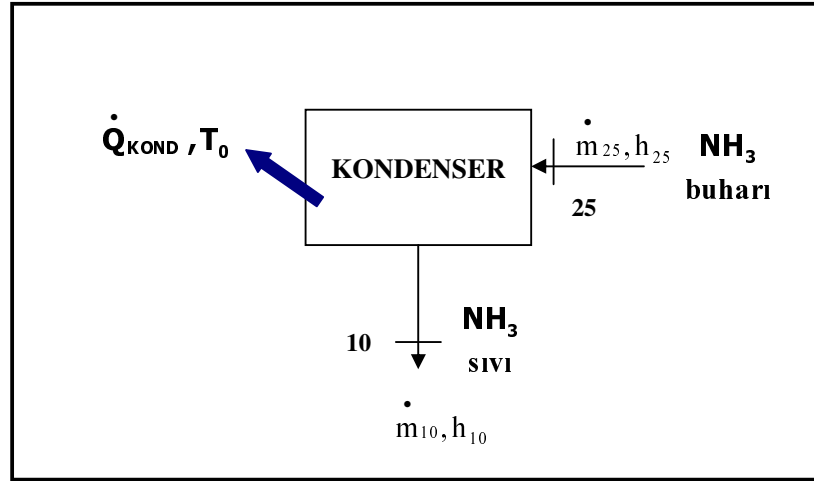 Q̇KOND ,T₀
KONDENSER
ṁ₂₅, h₂₅
NH₃
buharı
25
10
NH₃
sıvı
ṁ₁₀, h₁₀